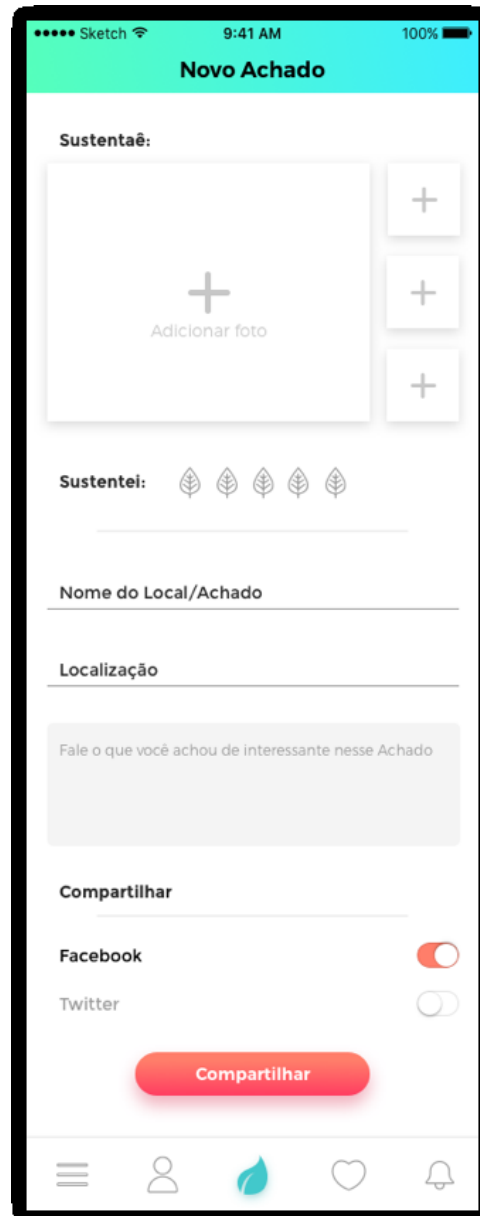 Sketch 9:41 AM 100%
Novo Achado
Sustentaê:
Adicionar foto
Sustentei:
Nome do Local/Achado
Localização
Fale o que você achou de interessante nesse Achado
Compartilhar
Facebook
Twitter
Compartilhar